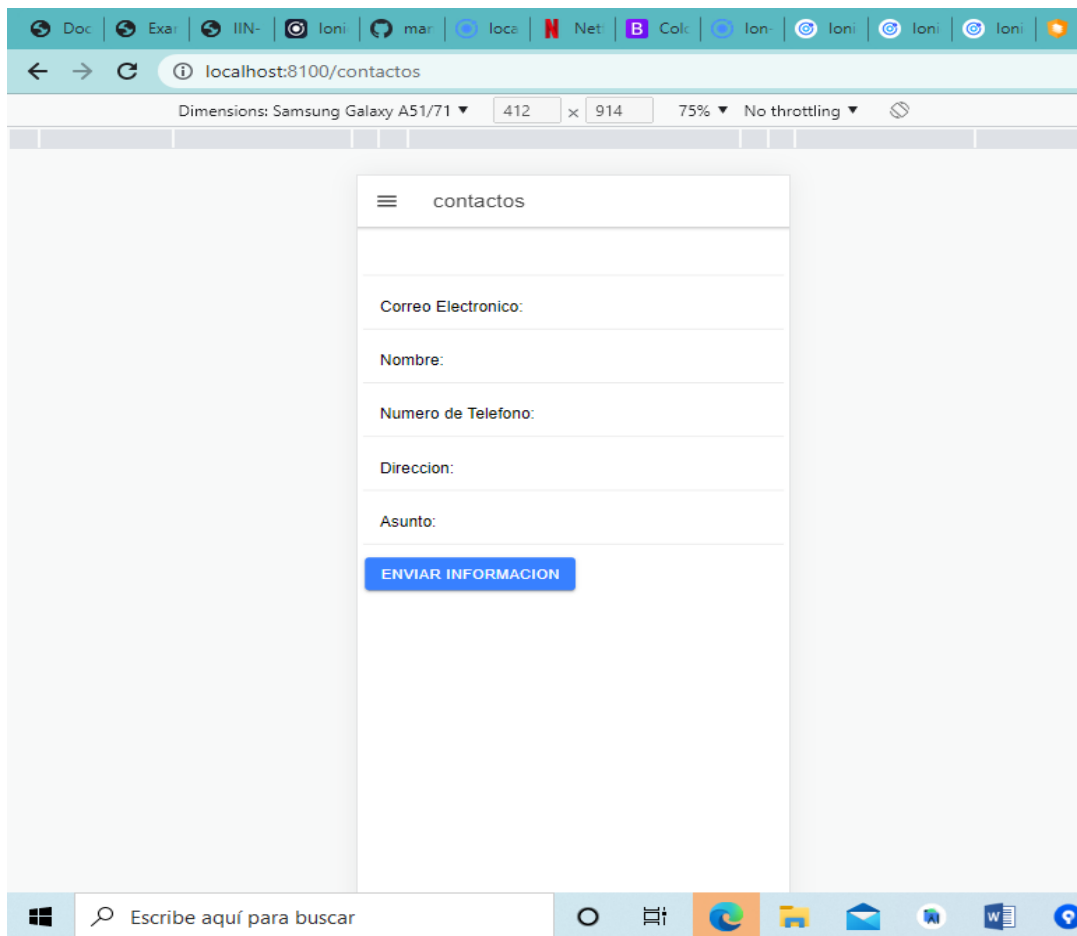 Doc Exar IIN- Ioni mar loca Net Colo Ion- Ioni Ioni Ioni
localhost:8100/contactos
Dimensions: Samsung Galaxy A51/71 ▼ 412 x 914 75% ▼ No throttling ▼
contactos
Correo Electronico:
Nombre:
Numero de Telefono:
Direccion:
Asunto:
ENVIAR INFORMACION
Escribe aquí para buscar